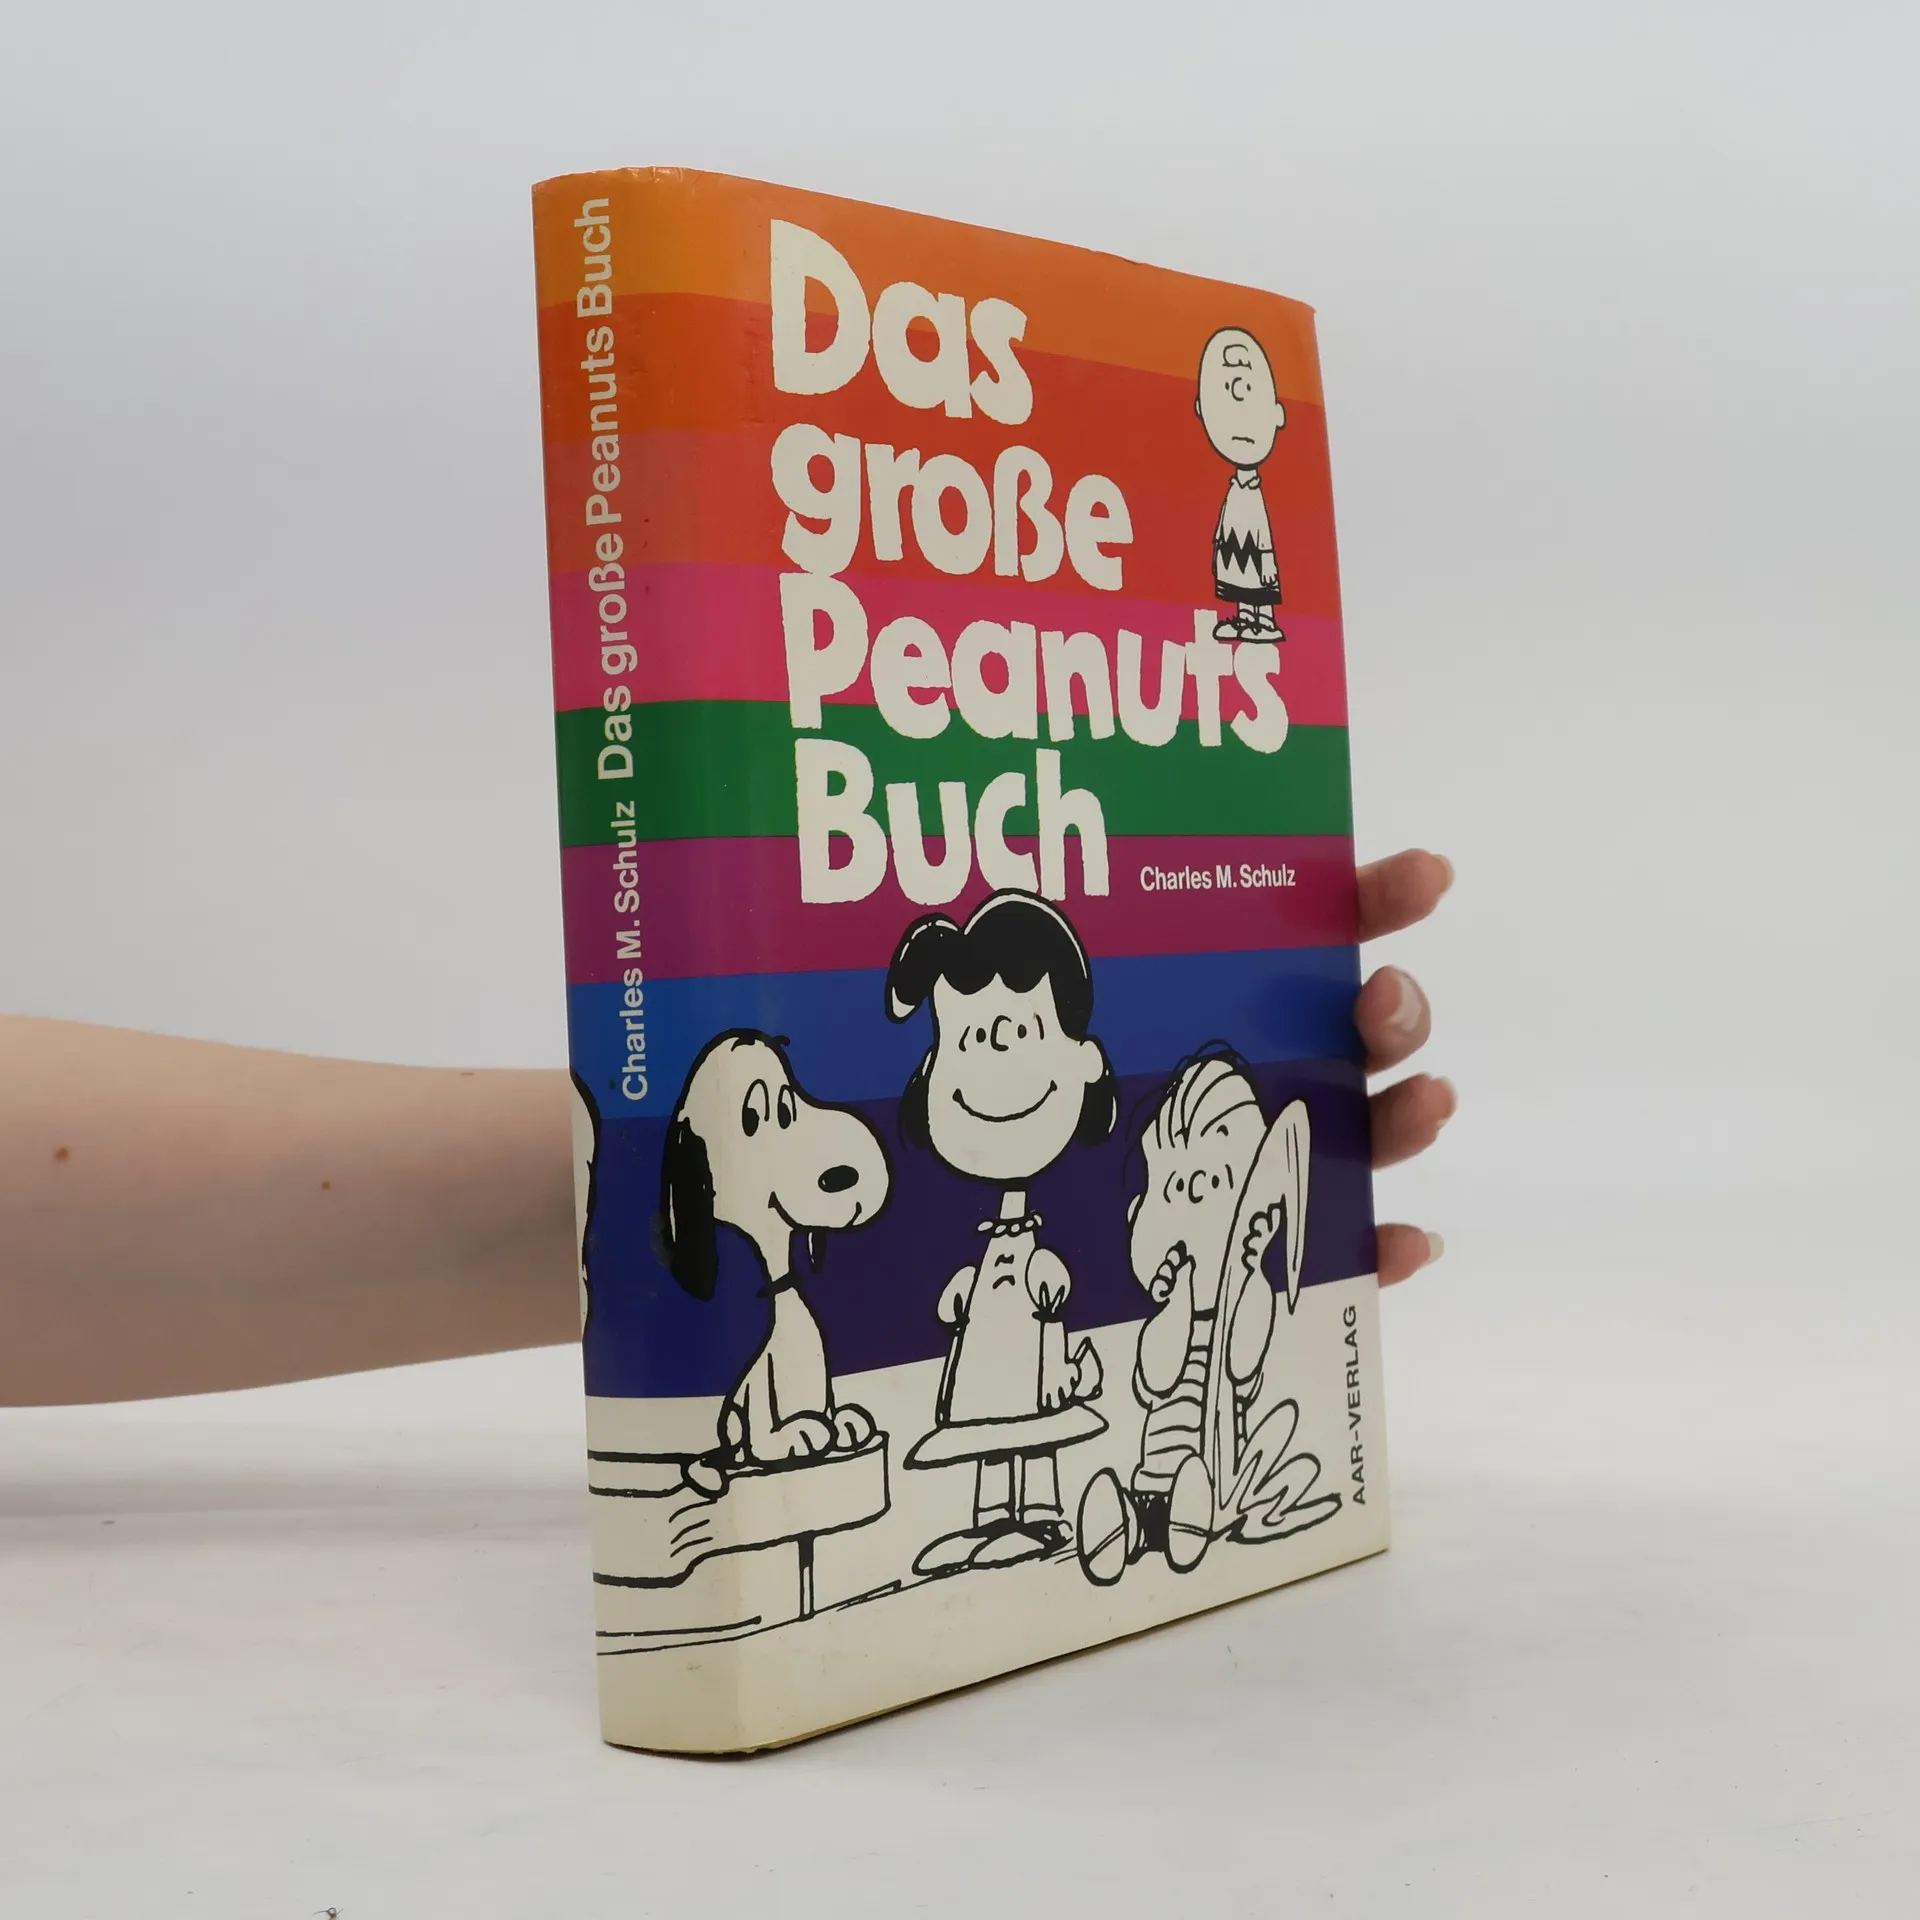 Charles M. Schulz Das große Peanuts Buch
Das
große
Peanuts
Buch
Charles M. Schulz
AAR-VERLAG